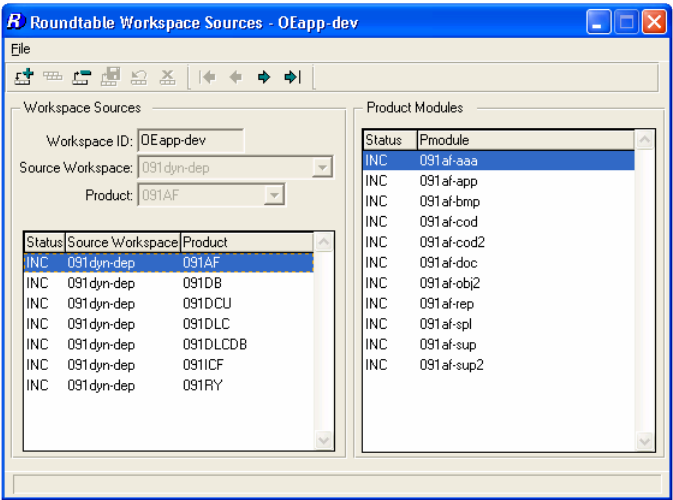 Roundtable Workspace Sources - OEapp-dev
File
Workspace Sources
Workspace ID: OEapp-dev
Source Workspace: 091dyn-dep
Product: 091AF
Status Source Workspace Product
INC 091dyn-dep 091AF
INC 091dyn-dep 091DB
INC 091dyn-dep 091DCU
INC 091dyn-dep 091DLC
INC 091dyn-dep 091DLCDB
INC 091dyn-dep 091ICF
INC 091dyn-dep 091RY
Product Modules
Status Pmodule
INC 091af-aaa
INC 091af-app
INC 091af-bmp
INC 091af-cod
INC 091af-cod2
INC 091af-doc
INC 091af-obj2
INC 091af-rep
INC 091af-spl
INC 091af-sup
INC 091af-sup2